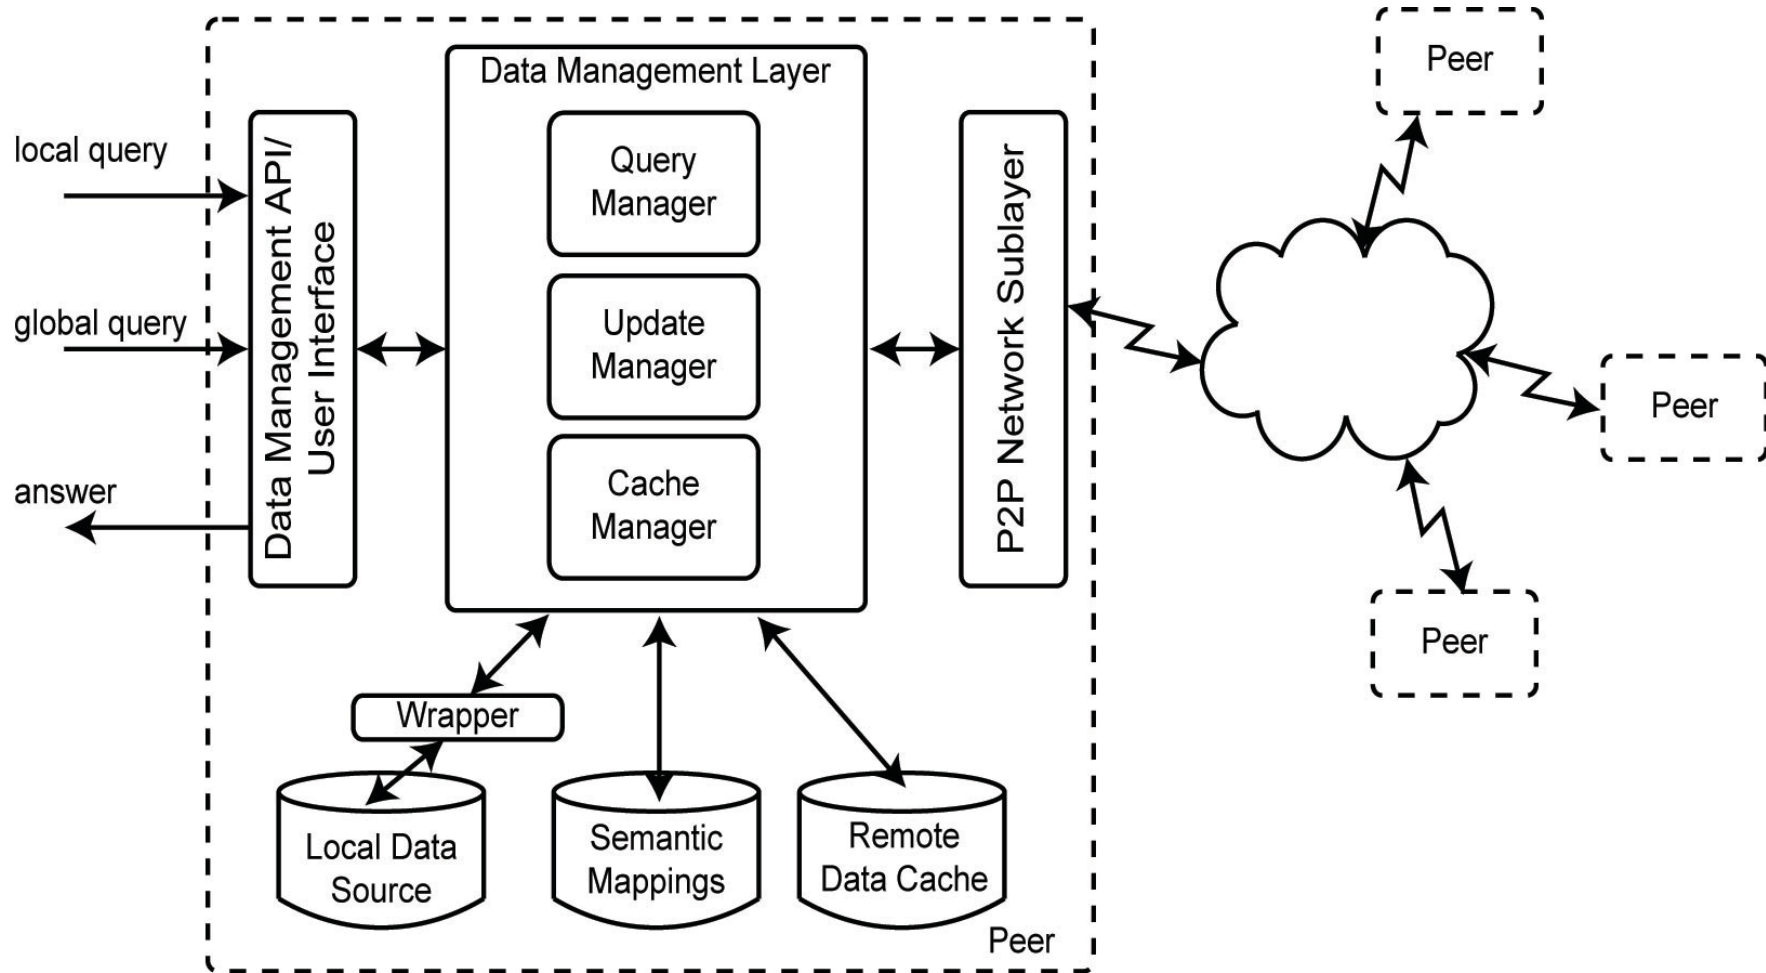 local query
global query
answer
Data Management API/
User Interface
Data Management Layer
Query
Manager
Update
Manager
Cache
Manager
P2P Network Sublayer
Wrapper
Local Data
Source
Semantic
Mappings
Remote
Data Cache
Peer
Peer
Peer
Peer